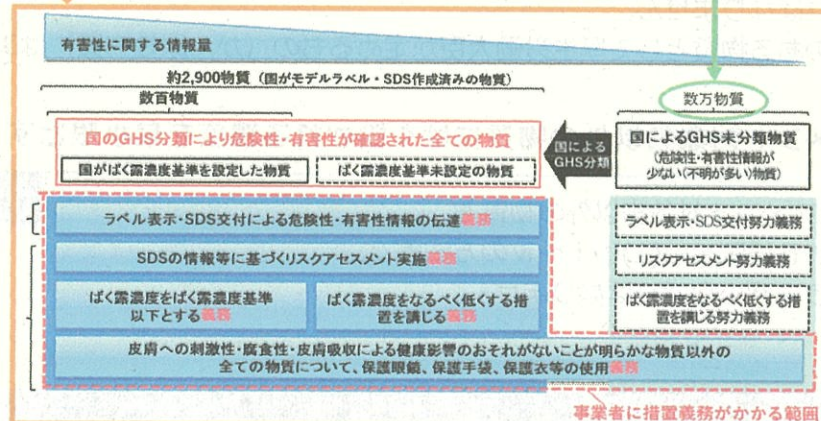 有害性に関する情報量
約2,900物質（国がモデルラベル・SDS作成済みの物質）
数百物質
数万物質
国のGHS分類により危険性・有害性が確認された全ての物質
国がばく露濃度基準を設定した物質
ばく露濃度基準未設定の物質
国による
GHS分類
国によるGHS未分類物質
（危険性・有害性情報が
少ない（不明が多い）物質）
ラベル表示・SDS交付による危険性・有害性情報の伝達義務
ラベル表示・SDS交付努力義務
SDSの情報等に基づくリスクアセスメント実施義務
リスクアセスメント努力義務
ばく露濃度をばく露濃度基準
以下とする義務
ばく露濃度をなるべく低くする措
置を講じる義務
ばく露濃度をなるべく低くする措
置を講じる努力義務
皮膚への刺激性・腐食性・皮膚吸収による健康影響のおそれがないことが明らかな物質以外の
全ての物質について、保護眼鏡、保護手袋、保護衣等の使用義務
事業者に措置義務がかかる範囲